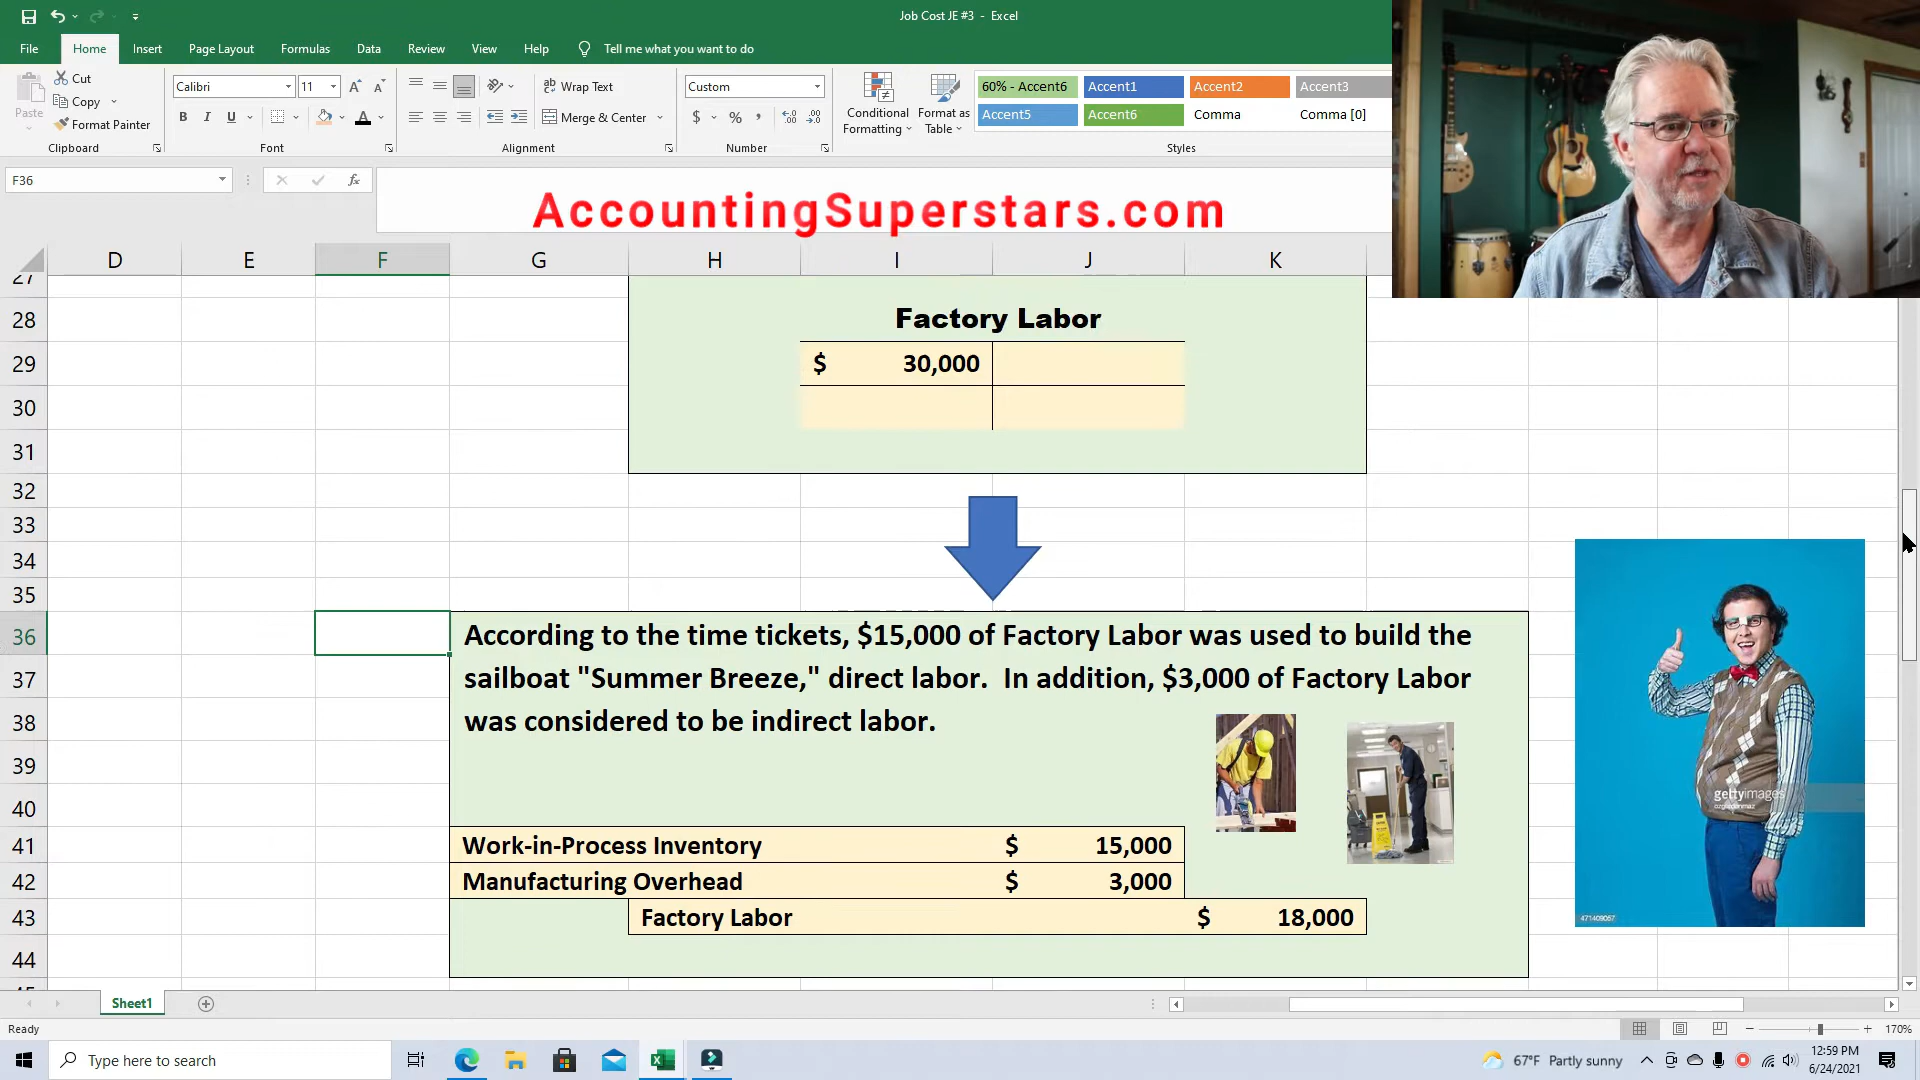 Job Cost JE #3 - Excel
File Home Insert Page Layout Formulas Data Review View Help Tell me what you want to do
Paste
Cut
Copy
Format Painter
Clipboard
Calibri 11
B I U
Font
Wrap Text
Merge & Center
Alignment
Custom
$ %
Number
Conditional
Formatting
Format as
Table
60% - Accent6 Accent1 Accent2 Accent3
Accent5 Accent6 Comma Comma [0]
Styles
F36
fx
AccountingSuperstars.com
D E F G H I J K
27
28
29
30
31
32
33
34
35
36
37
38
39
40
41
42
43
44
Factory Labor
$ 30,000
According to the time tickets, $15,000 of Factory Labor was used to build the
sailboat "Summer Breeze," direct labor. In addition, $3,000 of Factory Labor
was considered to be indirect labor.
Work-in-Process Inventory $ 15,000
Manufacturing Overhead $ 3,000
Factory Labor $ 18,000
gettyimages
Sheet1
Ready
170%
Type here to search
67°F Partly sunny
12:59 PM
6/24/2021